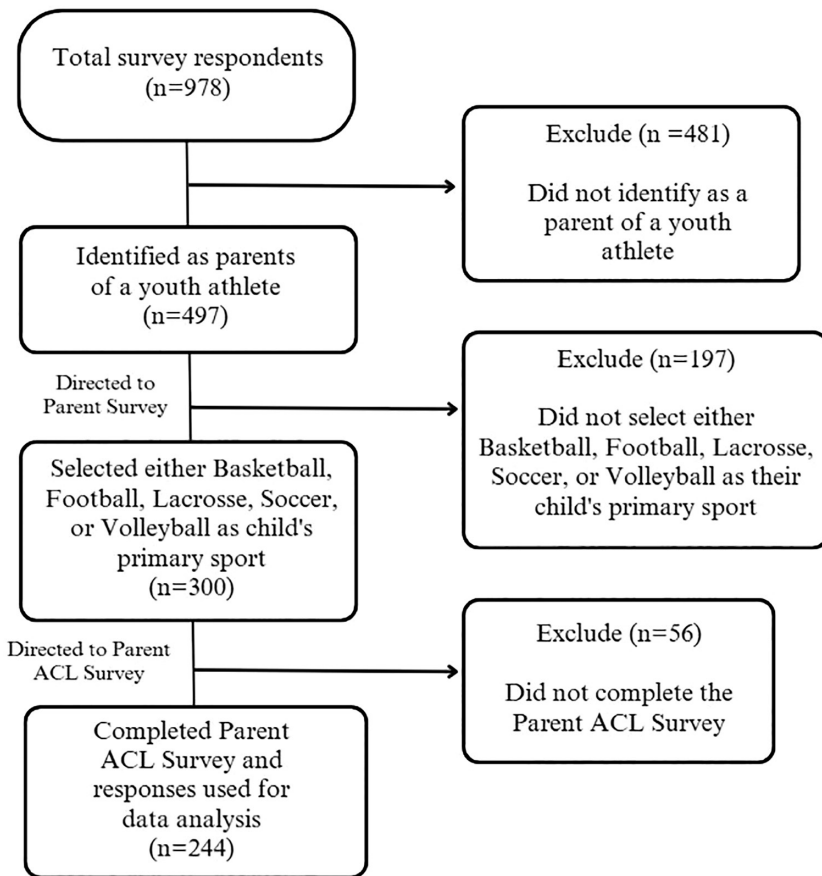 Total survey respondents
(n=978)
Exclude (n =481)
Did not identify as a
parent of a youth
athlete
Identified as parents
of a youth athlete
(n=497)
Directed to
Parent Survey
Exclude (n=197)
Did not select either
Basketball, Football, Lacrosse,
Soccer, or Volleyball as their
child's primary sport
Selected either Basketball,
Football, Lacrosse, Soccer,
or Volleyball as child's
primary sport
(n=300)
Directed to Parent
ACL Survey
Exclude (n=56)
Did not complete the
Parent ACL Survey
Completed Parent
ACL Survey and
responses used for
data analysis
(n=244)